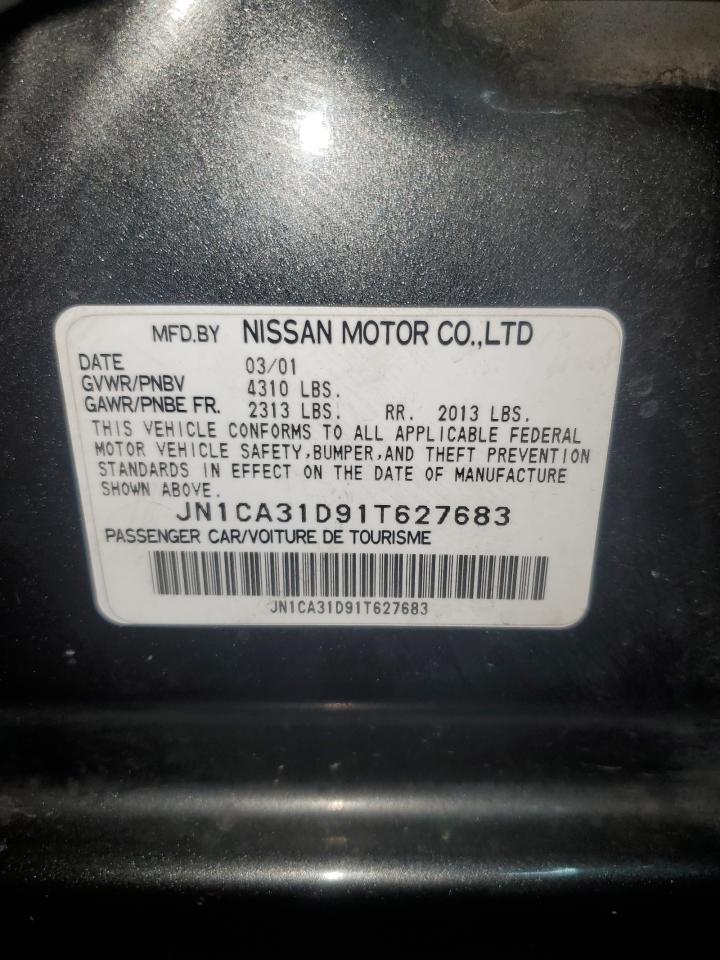 MFD.BY NISSAN MOTOR CO.,LTD
DATE 03/01
GVWR/PNBV 4310 LBS.
GAWR/PNBE FR. 2313 LBS. RR. 2013 LBS.
THIS VEHICLE CONFORMS TO ALL APPLICABLE FEDERAL
MOTOR VEHICLE SAFETY,BUMPER,AND THEFT PREVENTION
STANDARDS IN EFFECT ON THE DATE OF MANUFACTURE
SHOWN ABOVE.
JN1CA31D91T627683
PASSENGER CAR/VOITURE DE TOURISME
JN1CA31D91T627683